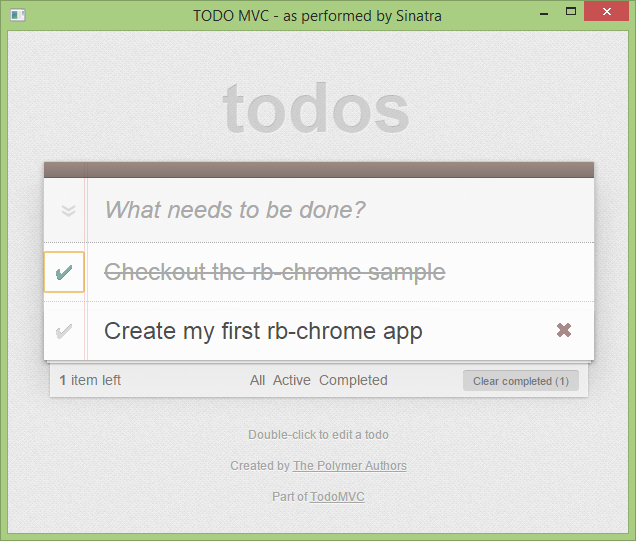 TODO MVC - as performed by Sinatra
todos
What needs to be done?
Checkout the rb-chrome sample
Create my first rb-chrome app
1 item left All Active Completed Clear completed (1)
Double-click to edit a todo
Created by The Polymer Authors
Part of TodoMVC